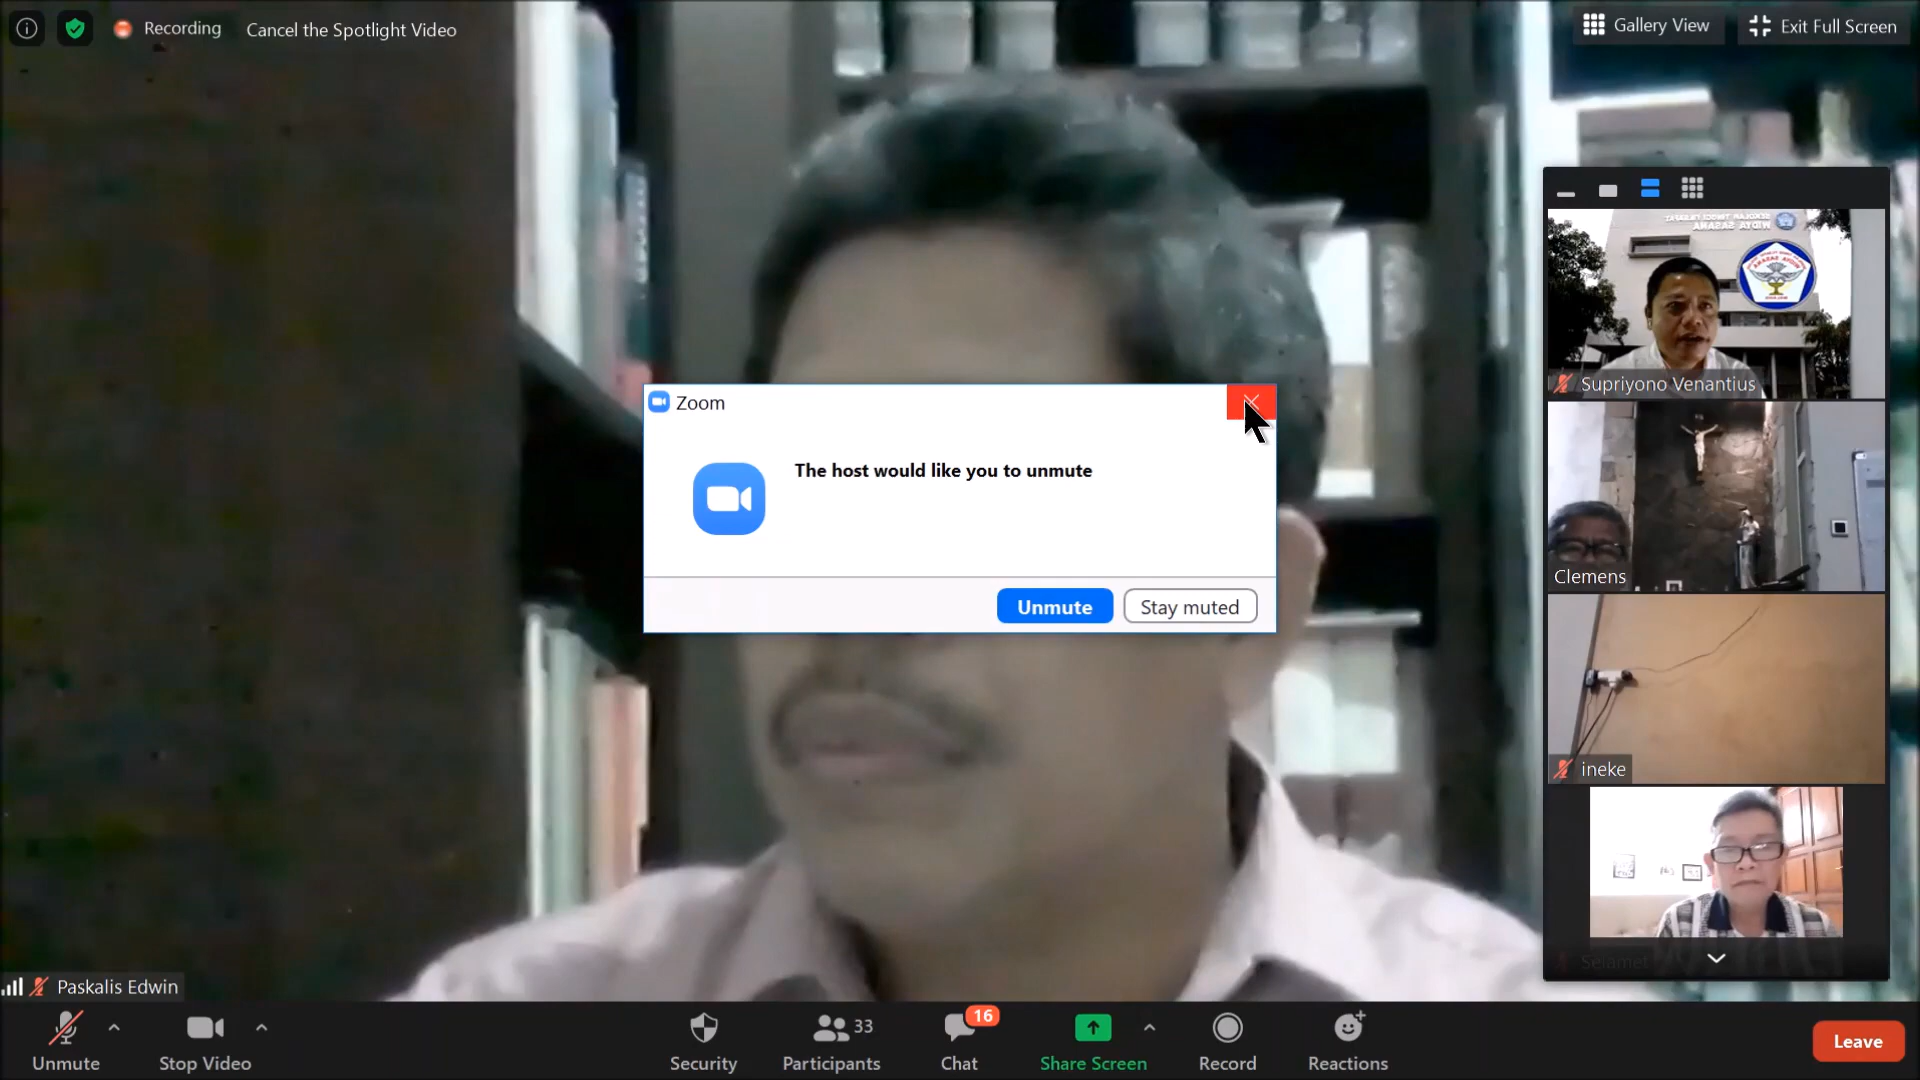 Recording
Cancel the Spotlight Video
Gallery View
Exit Full Screen
Supriyono Venantius
Clemens
ineke
Selamet
Zoom
The host would like you to unmute
Unmute
Stay muted
Paskalis Edwin
Unmute
Stop Video
Security
33
Participants
16
Chat
Share Screen
Record
Reactions
Leave